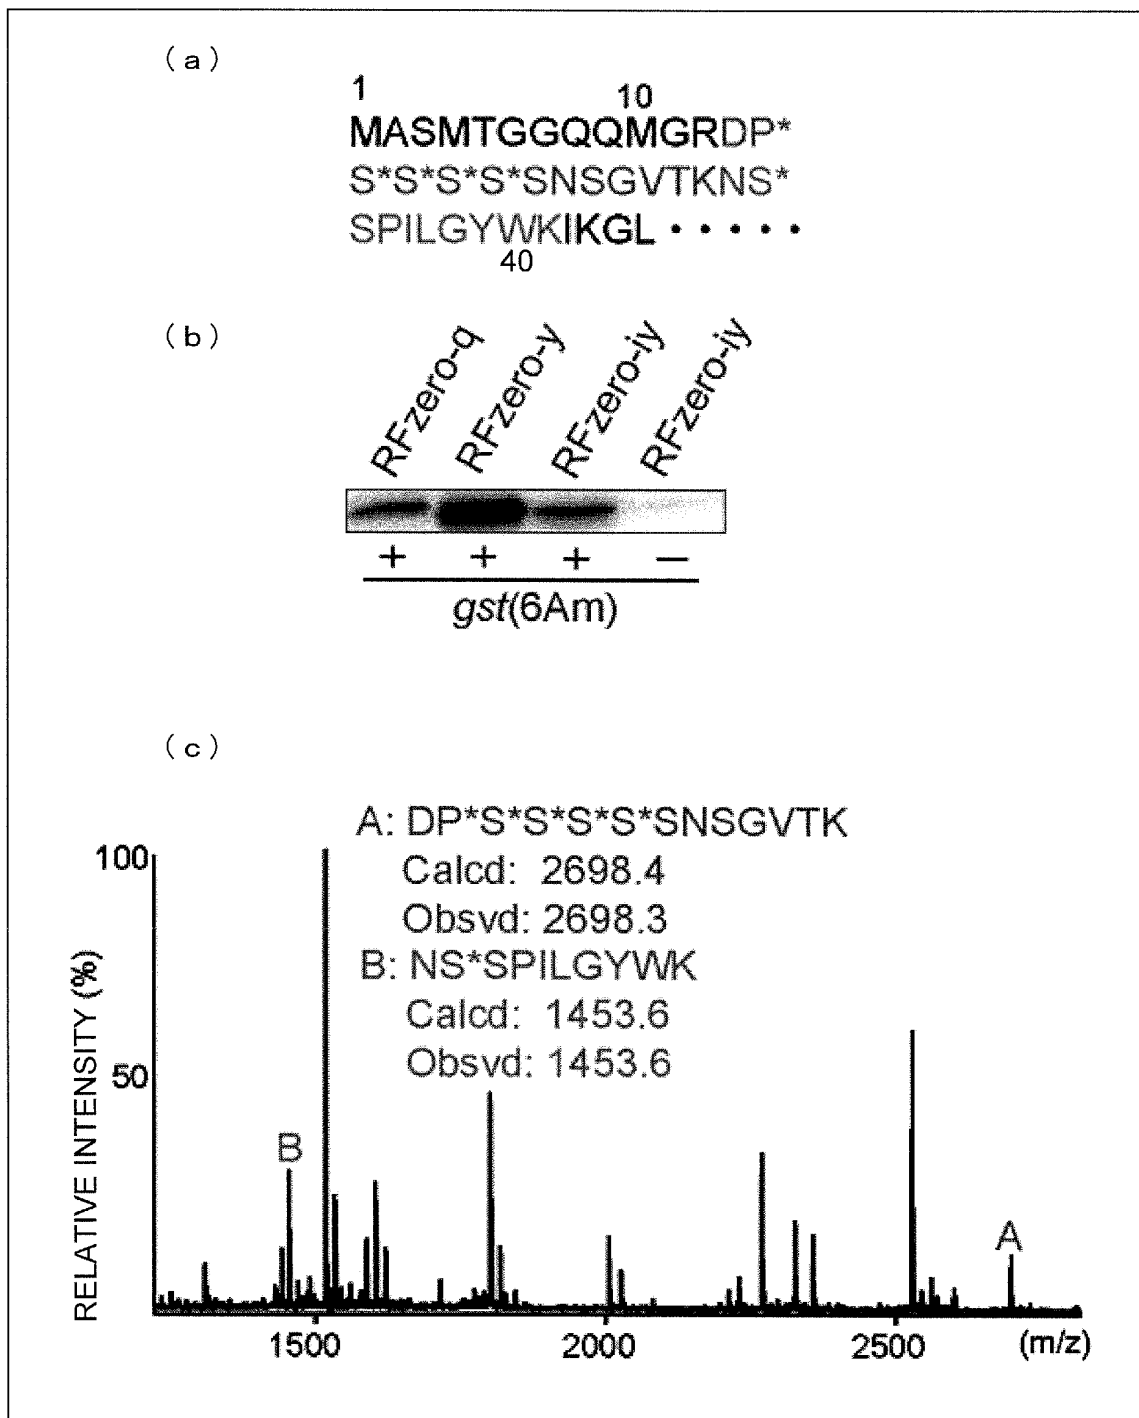 (a)
1 10
MASMTGGQQMGRDP*
S*S*S*S*SNSGVTKNS*
SPILGYWKIKGL • • • • •
40
(b)
RFzero-q RFzero-y RFzero-iy RFzero-iy
+ + + −
gst(6Am)
(c)
A: DP*S*S*S*S*SNSGVTK
Calcd: 2698.4
Obsvd: 2698.3
B: NS*SPILGYWK
Calcd: 1453.6
Obsvd: 1453.6
RELATIVE INTENSITY (%)
100
50
B
A
1500 2000 2500 (m/z)